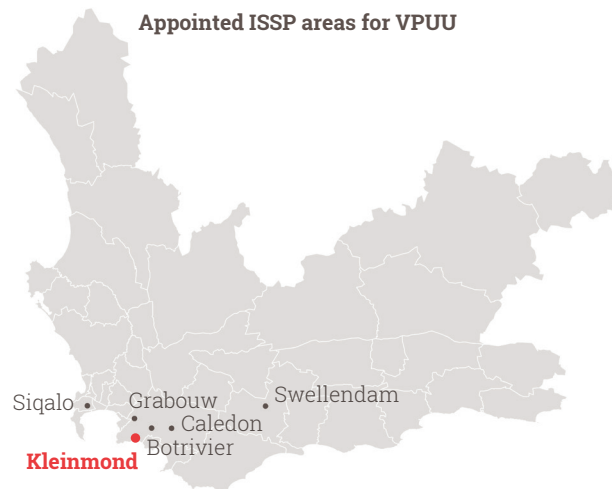 Appointed ISSP areas for VPUU
Swellendam
Siqalo
Grabouw
Caledon
Botrivier
Kleinmond